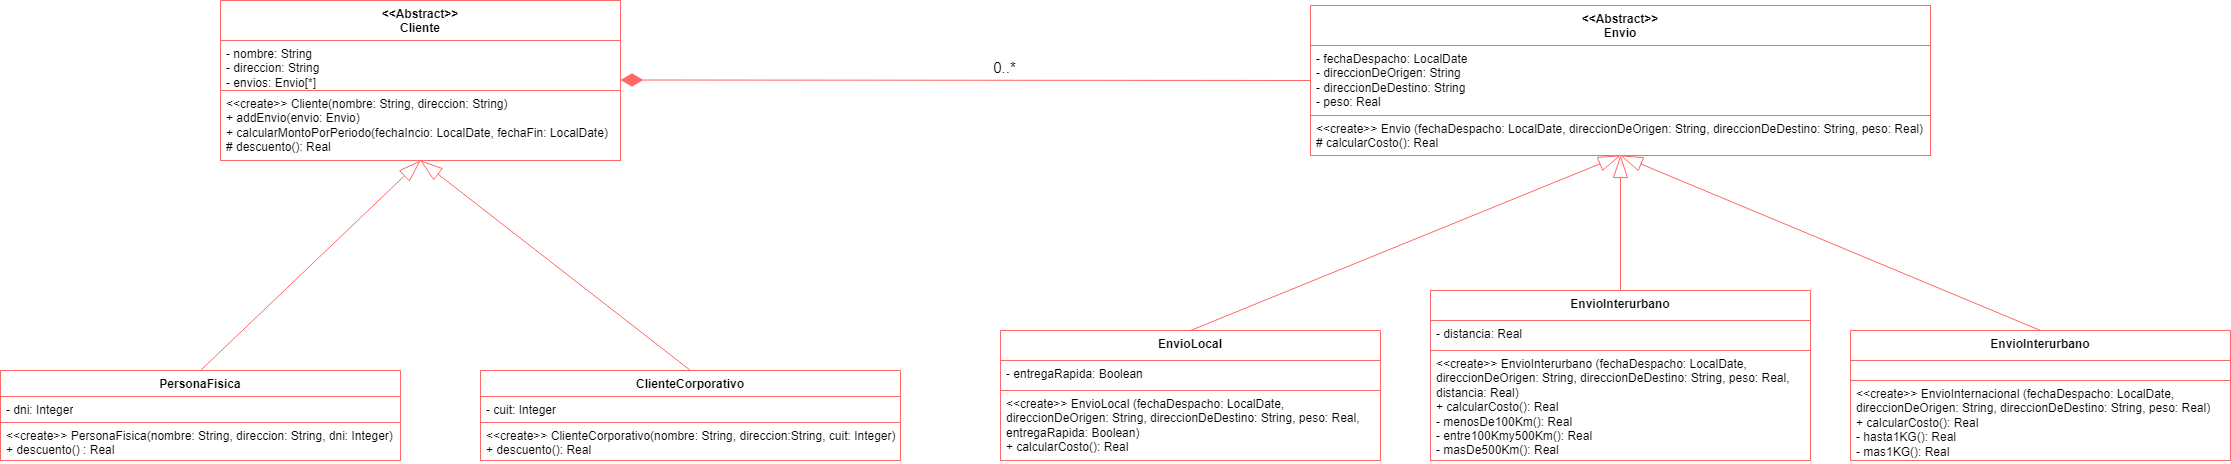 <<Abstract>>
Cliente
- nombre: String
- direccion: String
- envios: Envio[*]
<<create>> Cliente(nombre: String, direccion: String)
+ addEnvio(envio: Envio)
+ calcularMontoPorPeriodo(fechaIncio: LocalDate, fechaFin: LocalDate)
# descuento(): Real
0..*
<<Abstract>>
Envio
- fechaDespacho: LocalDate
- direccionDeOrigen: String
- direccionDeDestino: String
- peso: Real
<<create>> Envio (fechaDespacho: LocalDate, direccionDeOrigen: String, direccionDeDestino: String, peso: Real)
# calcularCosto(): Real
PersonaFisica
- dni: Integer
<<create>> PersonaFisica(nombre: String, direccion: String, dni: Integer)
+ descuento() : Real
ClienteCorporativo
- cuit: Integer
<<create>> ClienteCorporativo(nombre: String, direccion:String, cuit: Integer)
+ descuento(): Real
EnvioLocal
- entregaRapida: Boolean
<<create>> EnvioLocal (fechaDespacho: LocalDate,
direccionDeOrigen: String, direccionDeDestino: String, peso: Real,
entregaRapida: Boolean)
+ calcularCosto(): Real
EnvioInterurbano
- distancia: Real
<<create>> EnvioInterurbano (fechaDespacho: LocalDate,
direccionDeOrigen: String, direccionDeDestino: String, peso: Real,
distancia: Real)
+ calcularCosto(): Real
- menosDe100Km(): Real
- entre100Kmy500Km(): Real
- masDe500Km(): Real
EnvioInterurbano
<<create>> EnvioInternacional (fechaDespacho: LocalDate,
direccionDeOrigen: String, direccionDeDestino: String, peso: Real)
+ calcularCosto(): Real
- hasta1KG(): Real
- mas1KG(): Real